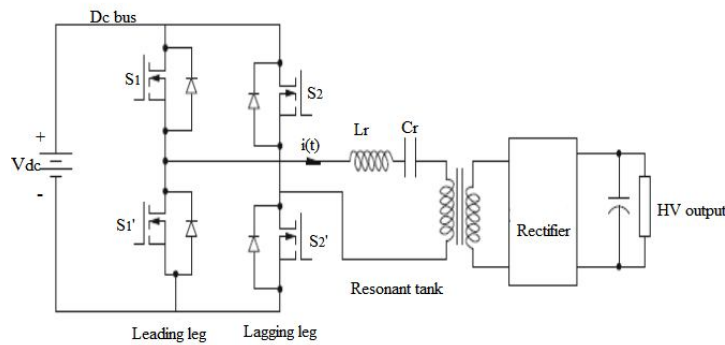 Dc bus
S1
S2
i(t)
Lr
Cr
+
Vdc
-
S1'
S2'
Rectifier
HV output
Resonant tank
Leading leg
Lagging leg